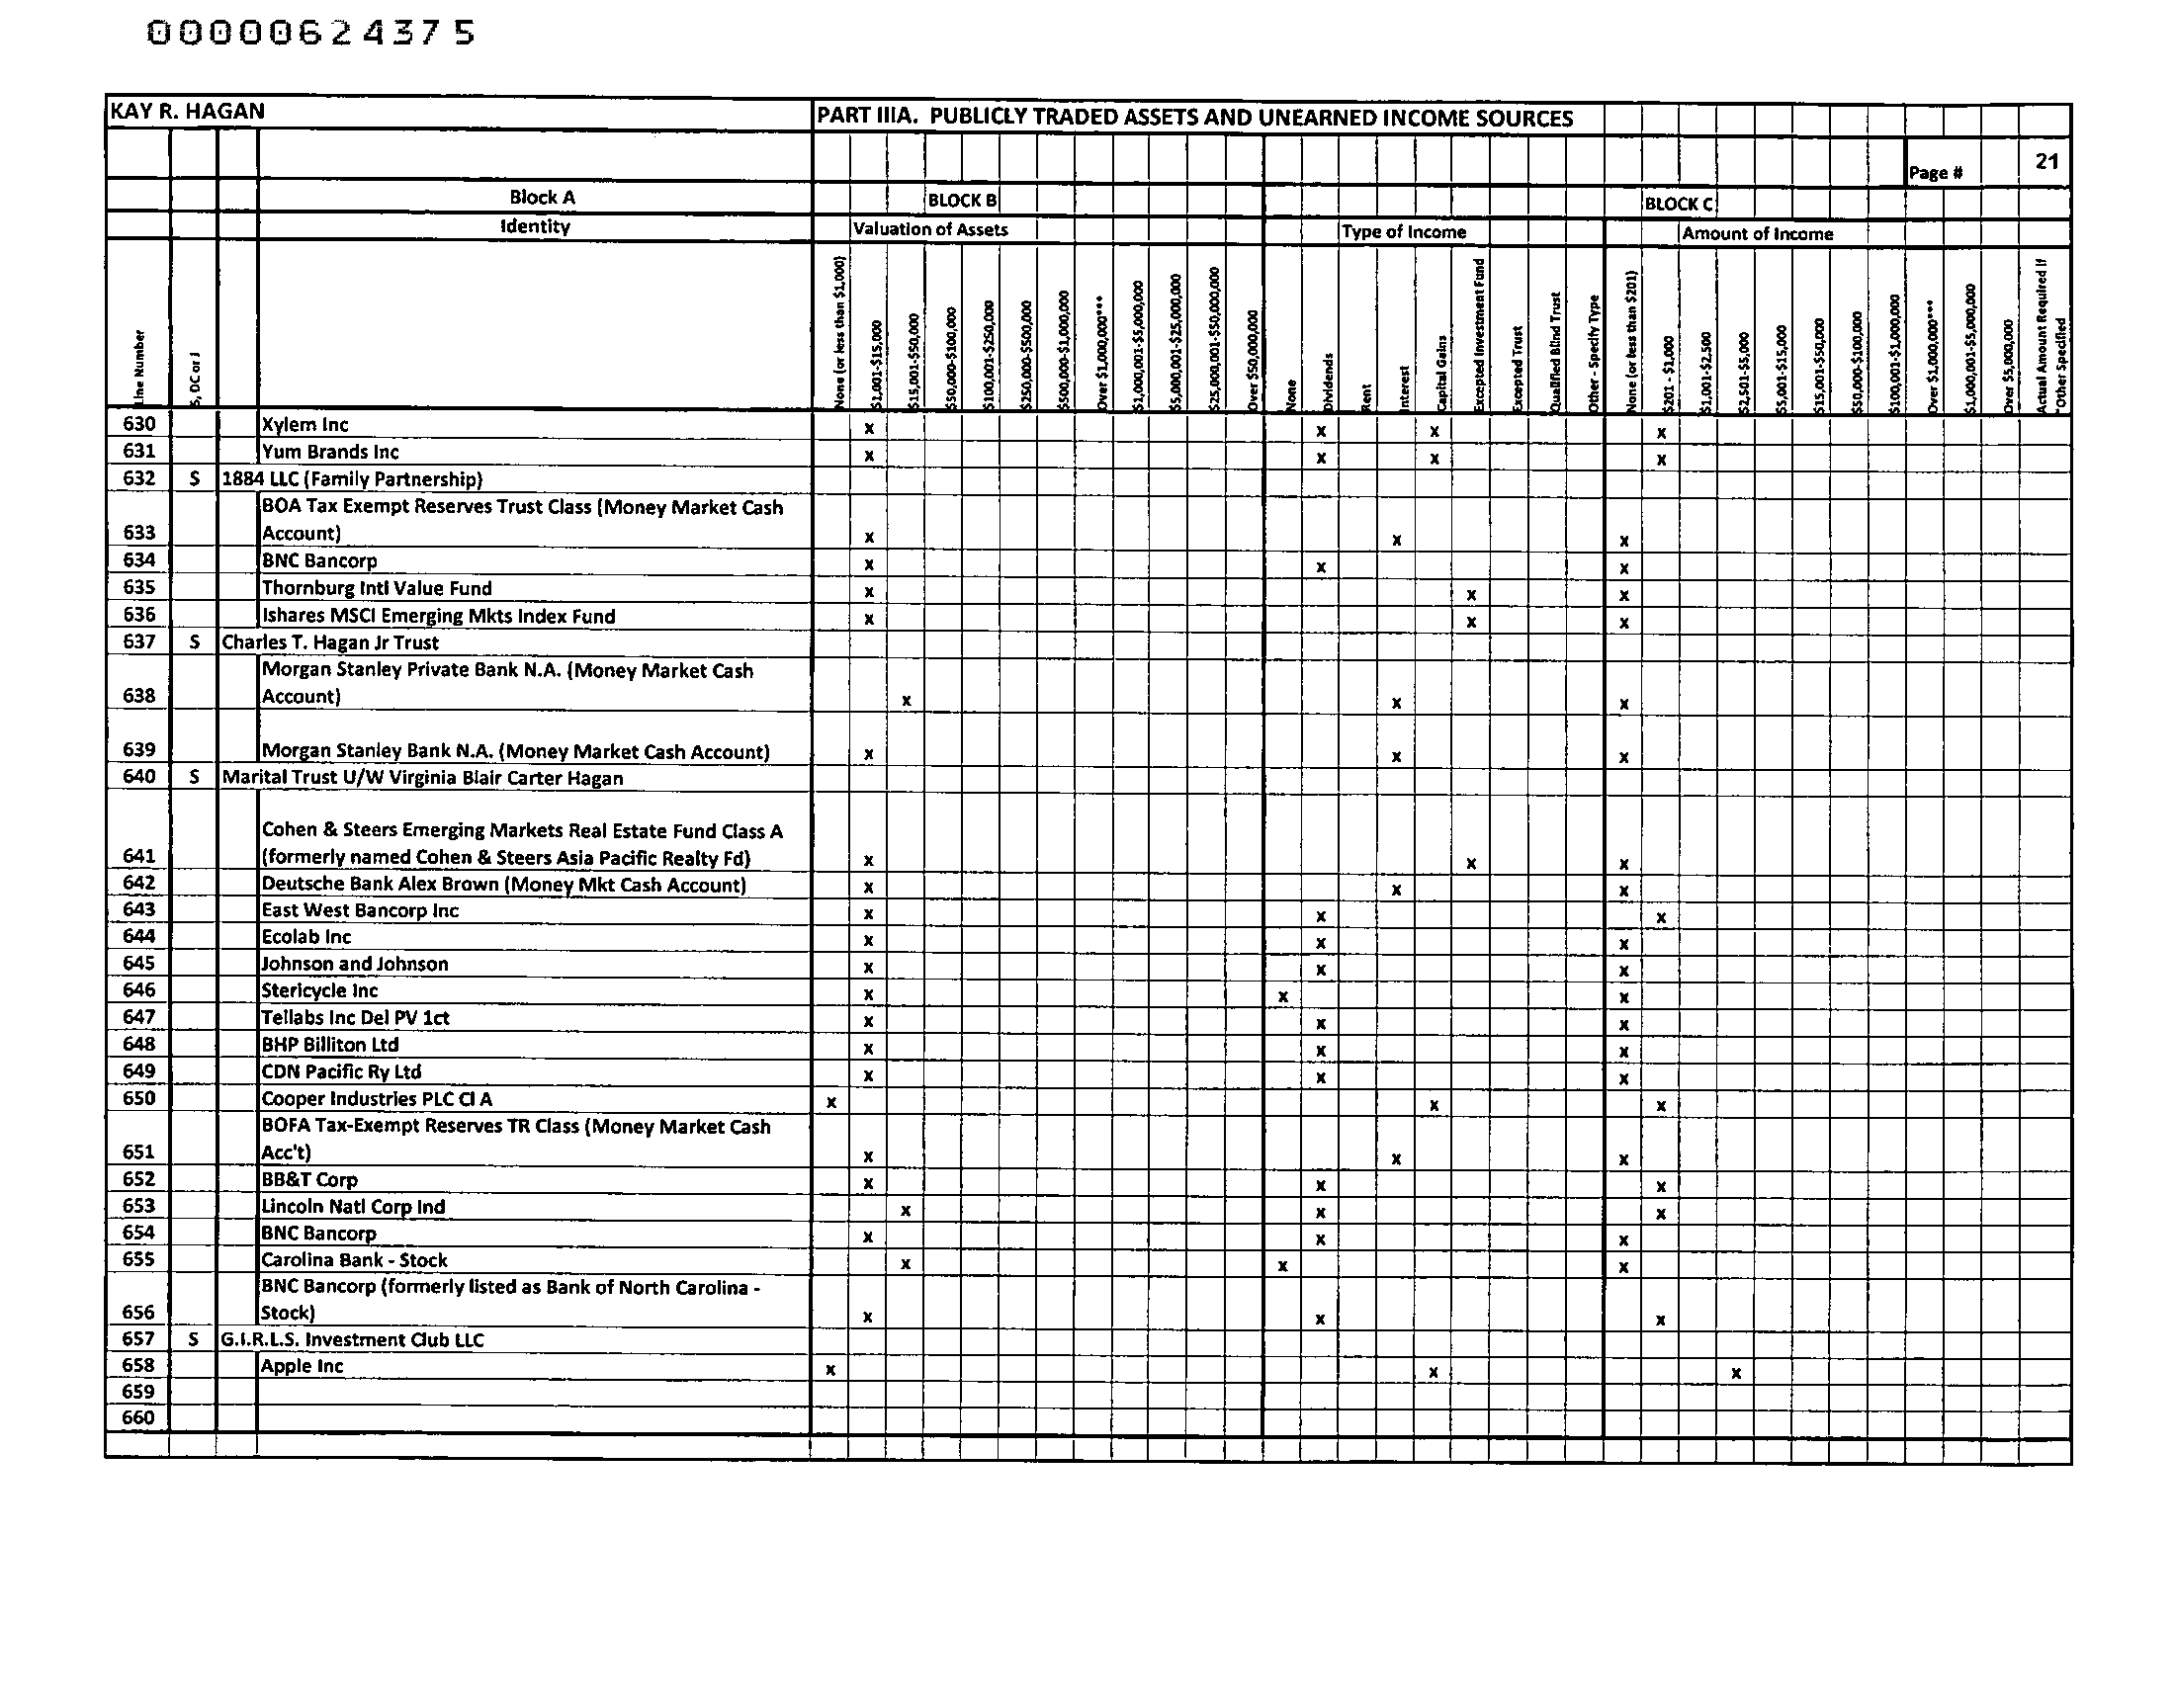 00000624375
KAY R. HAGAN PART IIIA. PUBLICLY TRADED ASSETS AND UNEARNED INCOME SOURCES
Page # 21
Block A BLOCK B BLOCK C
Identity Valuation of Assets Type of Income Amount of Income
Line Number
S, DC or J
None (or less than $1,000)
$1,001-$15,000
$15,001-$50,000
$50,000-$100,000
$100,001-$250,000
$250,000-$500,000
$500,000-$1,000,000
Over $1,000,000***
$1,000,001-$5,000,000
$5,000,001-$25,000,000
$25,000,001-$50,000,000
Over $50,000,000
None
Dividends
Rent
Interest
Capital Gains
Excepted Investment Fund
Excepted Trust
Qualified Blind Trust
Other - Specify Type
None (or less than $201)
$201 - $1,000
$1,001-$2,500
$2,501-$5,000
$5,001-$15,000
$15,001-$50,000
$50,000-$100,000
$100,001-$1,000,000
Over $1,000,000***
$1,000,001-$5,000,000
Over $5,000,000
Actual Amount Required If
"Other Specified
630 Xylem Inc x x x x
631 Yum Brands Inc x x x x
632 S 1884 LLC (Family Partnership)
BOA Tax Exempt Reserves Trust Class (Money Market Cash
633 Account) x x x
634 BNC Bancorp x x x
635 Thornburg Intl Value Fund x x x
636 Ishares MSCI Emerging Mkts Index Fund x x x
637 S Charles T. Hagan Jr Trust
Morgan Stanley Private Bank N.A. (Money Market Cash
638 Account) x x x
639 Morgan Stanley Bank N.A. (Money Market Cash Account) x x x
640 S Marital Trust U/W Virginia Blair Carter Hagan
Cohen & Steers Emerging Markets Real Estate Fund Class A
641 (formerly named Cohen & Steers Asia Pacific Realty Fd) x x x
642 Deutsche Bank Alex Brown (Money Mkt Cash Account) x x x
643 East West Bancorp Inc x x x
644 Ecolab Inc x x x
645 Johnson and Johnson x x x
646 Stericycle Inc x x x
647 Tellabs Inc Del PV 1ct x x x
648 BHP Billiton Ltd x x x
649 CDN Pacific Ry Ltd x x x
650 Cooper Industries PLC Cl A x x x
BOFA Tax-Exempt Reserves TR Class (Money Market Cash
651 Acc't) x x x
652 BB&T Corp x x x
653 Lincoln Natl Corp Ind x x x
654 BNC Bancorp x x x
655 Carolina Bank - Stock x x x
BNC Bancorp (formerly listed as Bank of North Carolina -
656 Stock) x x x
657 S G.I.R.L.S. Investment Club LLC
658 Apple Inc x x x
659
660